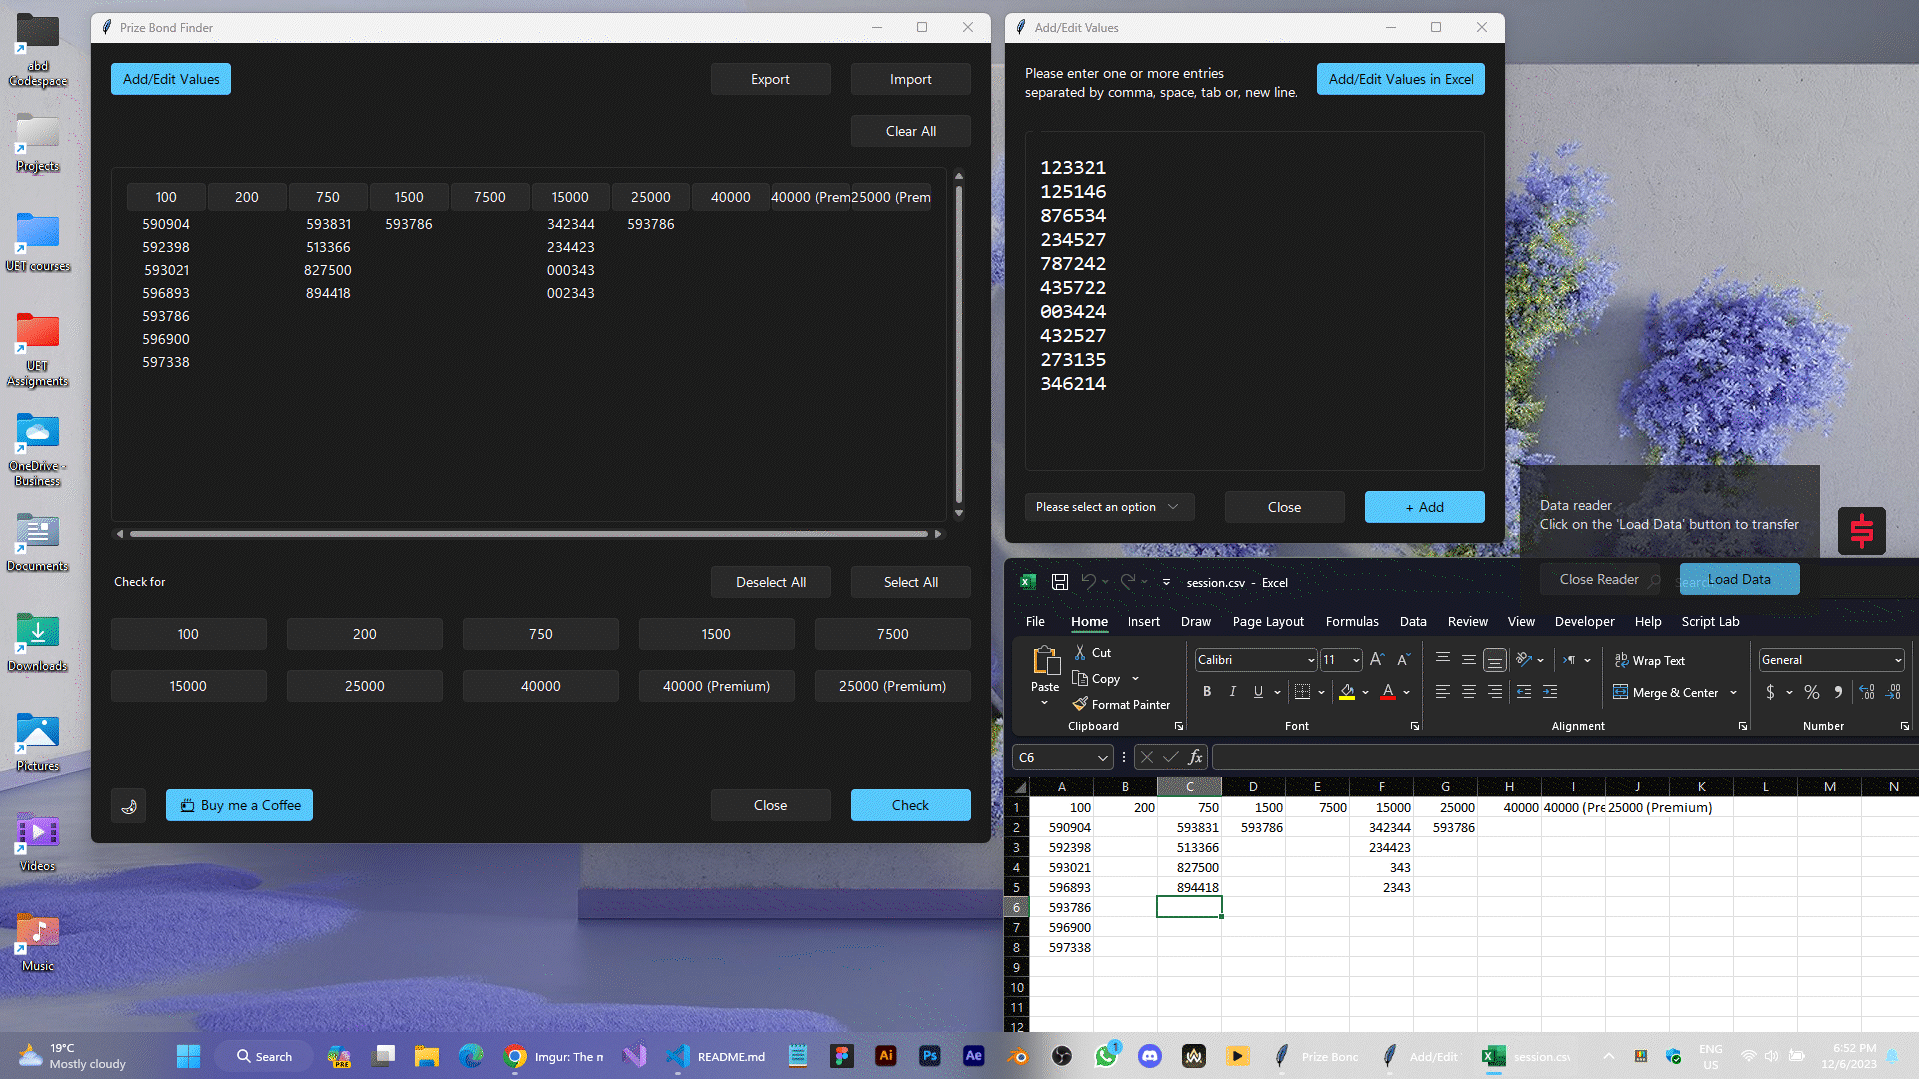 abd
Codespace
Projects
UET courses
UET
Assigments
OneDrive -
Business
Documents
Downloads
Pictures
Videos
Music
Prize Bond Finder
Add/Edit Values
Export
Import
Clear All
100 200 750 1500 7500 15000 25000 40000 40000 (Prem 25000 (Prem
590904 593831 593786 342344 593786
592398 513366 234423
593021 827500 000343
596893 894418 002343
593786
596900
597338
Check for
Deselect All
Select All
100 200 750 1500 7500
15000 25000 40000 40000 (Premium) 25000 (Premium)
Buy me a Coffee
Close
Check
Add/Edit Values
Please enter one or more entries
separated by comma, space, tab or, new line.
Add/Edit Values in Excel
123321
125146
876534
234527
787242
435722
003424
432527
273135
346214
Please select an option
Close
+ Add
Data reader
Click on the 'Load Data' button to transfer
Close Reader
Load Data
session.csv - Excel
File Home Insert Draw Page Layout Formulas Data Review View Developer Help Script Lab
Paste
Cut
Copy
Format Painter
Clipboard
Calibri 11
B I U
Font
Wrap Text
Merge & Center
Alignment
General
$ % 9 .00 .00
Number
C6
fx
A B C D E F G H I J K L M N
1 100 200 750 1500 7500 15000 25000 40000 40000 (Pre 25000 (Premium)
2 590904 593831 593786 342344 593786
3 592398 513366 234423
4 593021 827500 343
5 596893 894418 2343
6 593786
7 596900
8 597338
9
10
11
12
19°C
Mostly cloudy
Search
PRE
Imgur: The m
README.md
Ai
Ps
Ae
1
Prize Bond
Add/Edit
session.csv
ENG
US
6:52 PM
12/6/2023